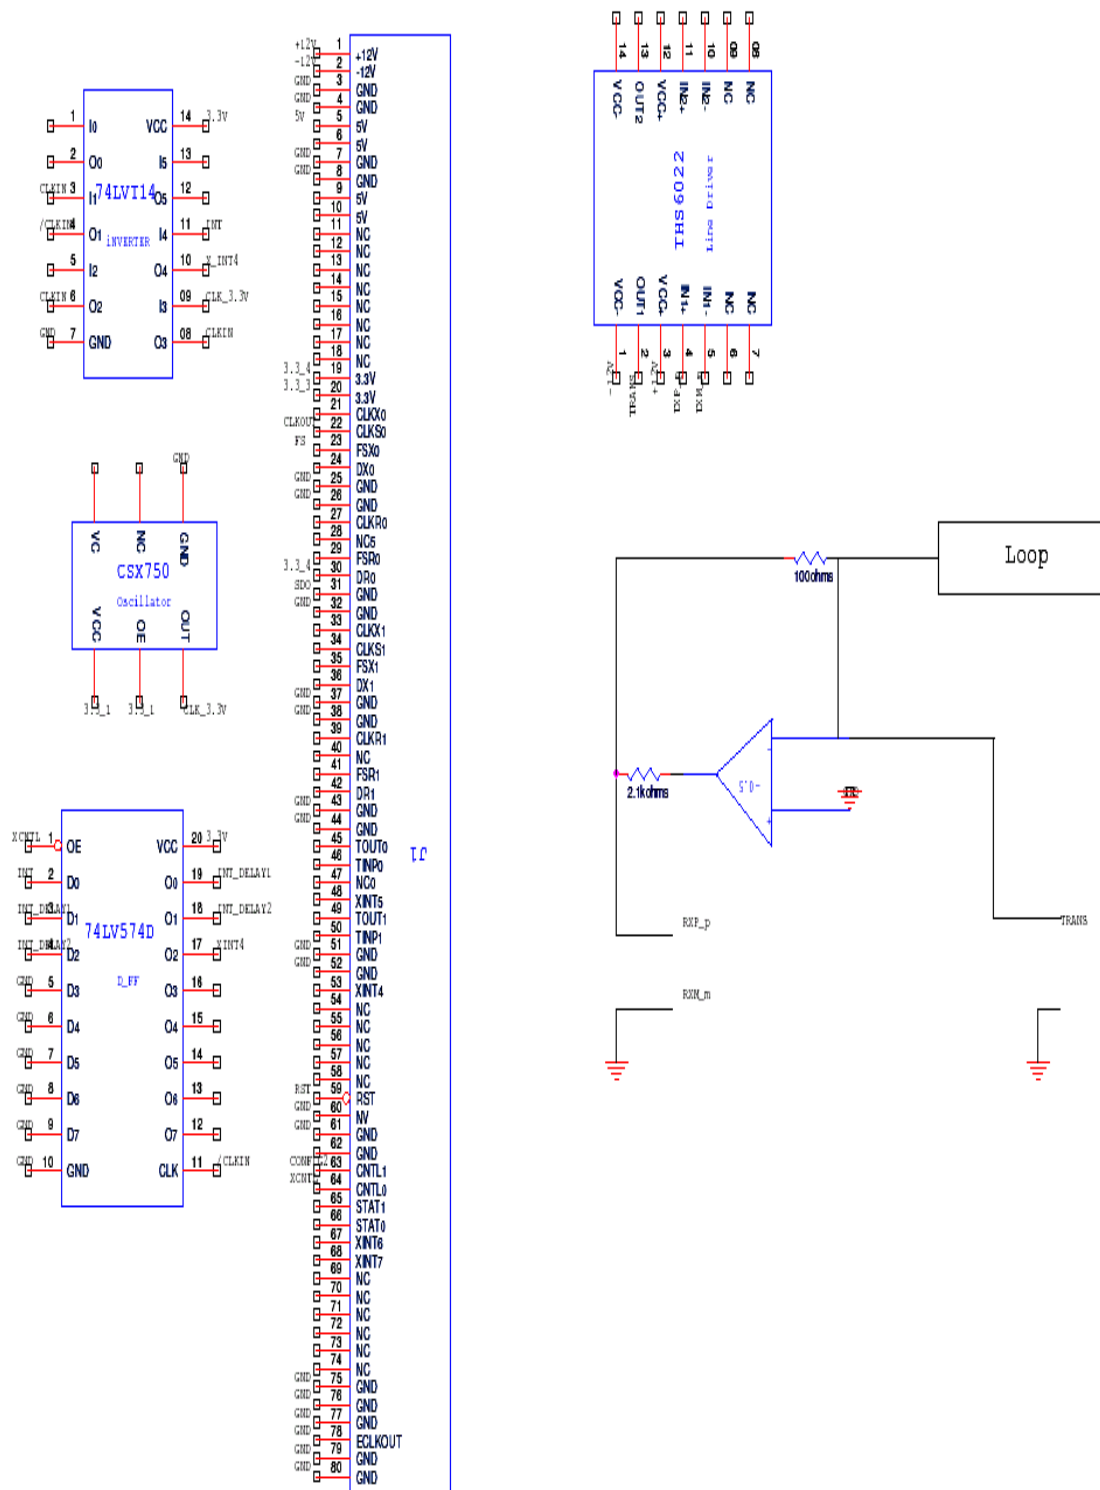 74LVT14
iNVERTER
1 I0
2 O0
CLKIN 3 I1
/CLKIN 4 O1
5 I2
CLKIN 6 O2
GND 7 GND
VCC 14 3.3V
I5 13
O5 12
I4 11 INT
O4 10 X_INT4
I3 09 CLK_3.3V
O3 08 CLKIN
GND
VC NC GND
CSX750
Oscillator
VCC OE OUT
3.3_1 3.3_1 CLK_3.3V
74LV574D
D_FF
XCNTL 1 OE
INT 2 D0
INT_DELAY1 3 D1
INT_DELAY2 4 D2
GND 5 D3
GND 6 D4
GND 7 D5
GND 8 D6
GND 9 D7
GND 10 GND
VCC 20 3.3V
O0 19 INT_DELAY1
O1 18 INT_DELAY2
O2 17 XINT4
O3 16
O4 15
O5 14
O6 13
O7 12
CLK 11 /CLKIN
J1
+12V 1 +12V
-12V 2 -12V
GND 3 GND
GND 4 GND
5V 5 5V
6 5V
GND 7 GND
GND 8 GND
9 5V
10 5V
11 NC
12 NC
13 NC
14 NC
15 NC
16 NC
17 NC
18 NC
3.3_4 19 3.3V
3.3_3 20 3.3V
21 CLKX0
CLKOUT 22 CLKS0
FS 23 FSX0
24 DX0
GND 25 GND
GND 26 GND
27 CLKR0
28 NC5
29 FSR0
3.3_4 30 DR0
SDO 31 GND
GND 32 GND
33 CLKX1
34 CLKS1
35 FSX1
36 DX1
GND 37 GND
GND 38 GND
39 CLKR1
40 NC
41 FSR1
42 DR1
GND 43 GND
GND 44 GND
45 TOUT0
46 TINP0
47 NC0
48 XINT5
49 TOUT1
50 TINP1
GND 51 GND
GND 52 GND
53 XINT4
54 NC
55 NC
56 NC
57 NC
58 NC
RST 59 RST
GND 60 NV
GND 61 GND
62 GND
CONFIG2 63 CNTL1
XCNTL 64 CNTL0
65 STAT1
66 STAT0
67 XINT6
68 XINT7
69 NC
70 NC
71 NC
72 NC
73 NC
74 NC
GND 75 GND
GND 76 GND
GND 77 GND
GND 78 ECLKOUT
GND 79 GND
GND 80 GND
14 13 12 11 10 09 08
VCC- OUT2 VCC+ IN2+ IN2- NC NC
THS6022
Line Driver
VCC- OUT1 VCC+ IN1+ IN1- NC NC
1 2 3 4 5 6 7
-12V +12V
Loop
100ohms
-0.5
2.1kohms
RXP_p
TRANS
RXM_m